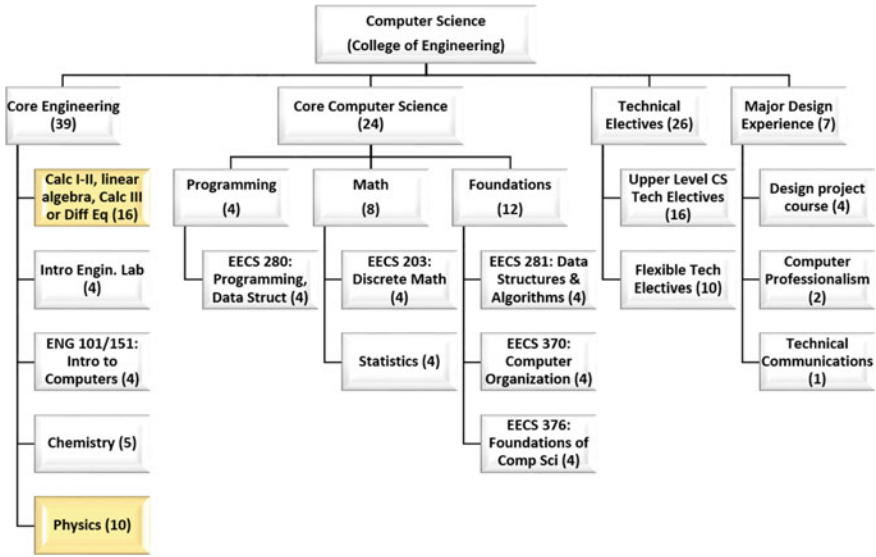 Computer Science
(College of Engineering)
Core Engineering
(39)
Calc I-II, linear
algebra, Calc III
or Diff Eq (16)
Intro Engin. Lab
(4)
ENG 101/151:
Intro to
Computers (4)
Chemistry (5)
Physics (10)
Core Computer Science
(24)
Programming
(4)
EECS 280:
Programming,
Data Struct (4)
Math
(8)
EECS 203:
Discrete Math
(4)
Statistics (4)
Foundations
(12)
EECS 281: Data
Structures &
Algorithms (4)
EECS 370:
Computer
Organization (4)
EECS 376:
Foundations of
Comp Sci (4)
Technical
Electives (26)
Upper Level CS
Tech Electives
(16)
Flexible Tech
Electives (10)
Major Design
Experience (7)
Design project
course (4)
Computer
Professionalism
(2)
Technical
Communications
(1)